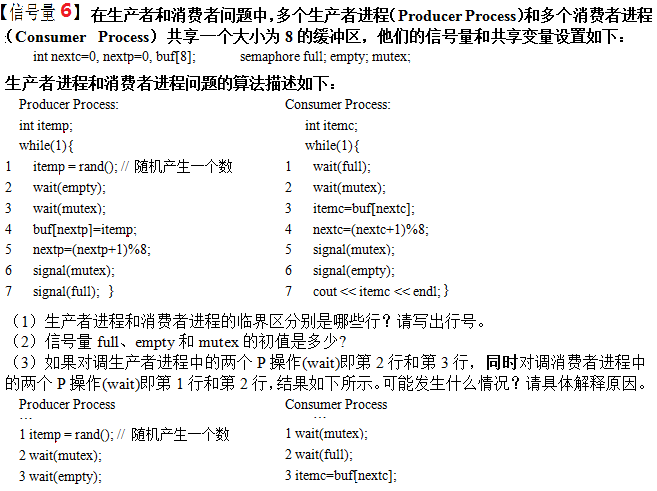 【信号量6】在生产者和消费者问题中,多个生产者进程(Producer Process)和多个消费者进程
(Consumer Process)共享一个大小为8的缓冲区,他们的信号量和共享变量设置如下:
int nextc=0, nextp=0, buf[8]; semaphore full; empty; mutex;
生产者进程和消费者进程问题的算法描述如下:
Producer Process: Consumer Process:
int itemp; int itemc;
while(1){ while(1){
1 itemp = rand(); // 随机产生一个数 1 wait(full);
2 wait(empty); 2 wait(mutex);
3 wait(mutex); 3 itemc=buf[nextc];
4 buf[nextp]=itemp; 4 nextc=(nextc+1)%8;
5 nextp=(nextp+1)%8; 5 signal(mutex);
6 signal(mutex); 6 signal(empty);
7 signal(full); } 7 cout << itemc << endl; }
(1)生产者进程和消费者进程的临界区分别是哪些行?请写出行号。
(2)信号量 full、empty 和 mutex 的初值是多少?
(3)如果对调生产者进程中的两个 P 操作(wait)即第 2 行和第 3 行,同时对调消费者进程中
的两个 P 操作(wait)即第 1 行和第 2 行,结果如下所示。可能发生什么情况?请具体解释原因。
Producer Process Consumer Process
… …
1 itemp = rand(); // 随机产生一个数 1 wait(mutex);
2 wait(mutex); 2 wait(full);
3 wait(empty); 3 itemc=buf[nextc];